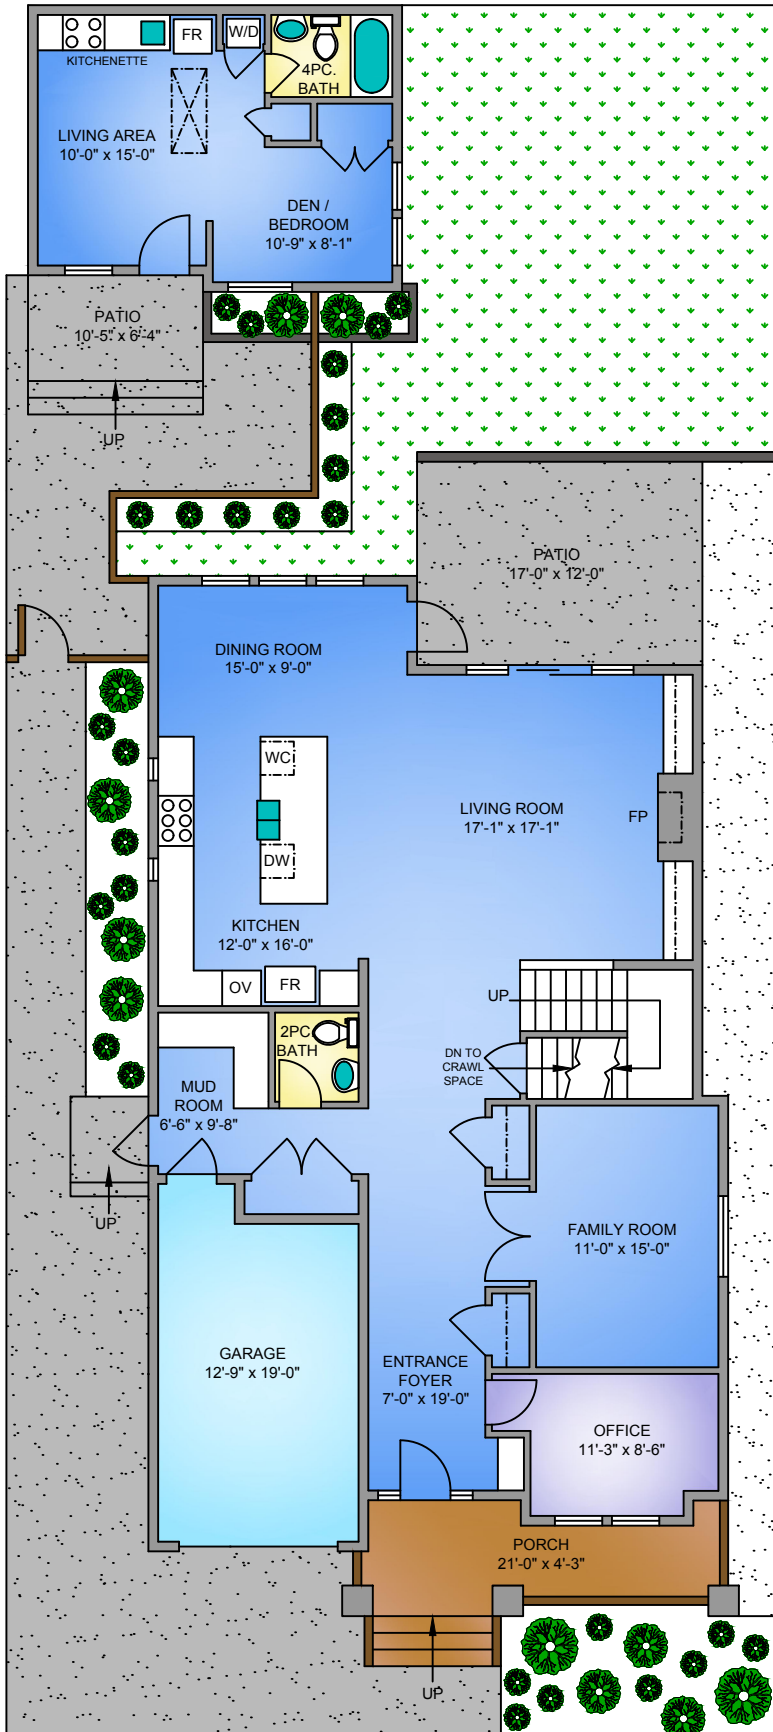 FR
W/D
KITCHENETTE
4PC.
BATH
LIVING AREA
10'-0" x 15'-0"
DEN /
BEDROOM
10'-9" x 8'-1"
PATIO
10'-5" x 6'-4"
UP
PATIO
17'-0" x 12'-0"
DINING ROOM
15'-0" x 9'-0"
WC
LIVING ROOM
17'-1" x 17'-1"
FP
DW
KITCHEN
12'-0" x 16'-0"
OV
FR
UP
2PC
BATH
DN TO
CRAWL
SPACE
MUD
ROOM
6'-6" x 9'-8"
UP
FAMILY ROOM
11'-0" x 15'-0"
GARAGE
12'-9" x 19'-0"
ENTRANCE
FOYER
7'-0" x 19'-0"
OFFICE
11'-3" x 8'-6"
PORCH
21'-0" x 4'-3"
UP